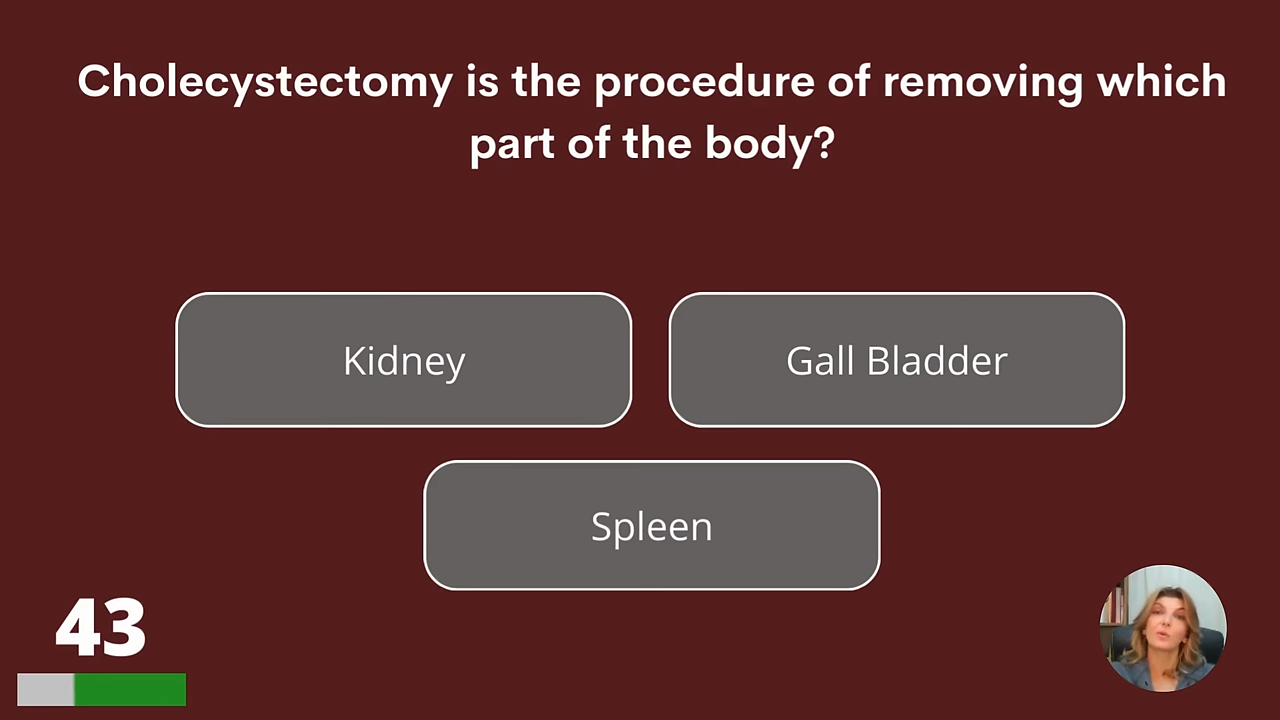 Cholecystectomy is the procedure of removing which
part of the body?
Kidney
Gall Bladder
Spleen
43